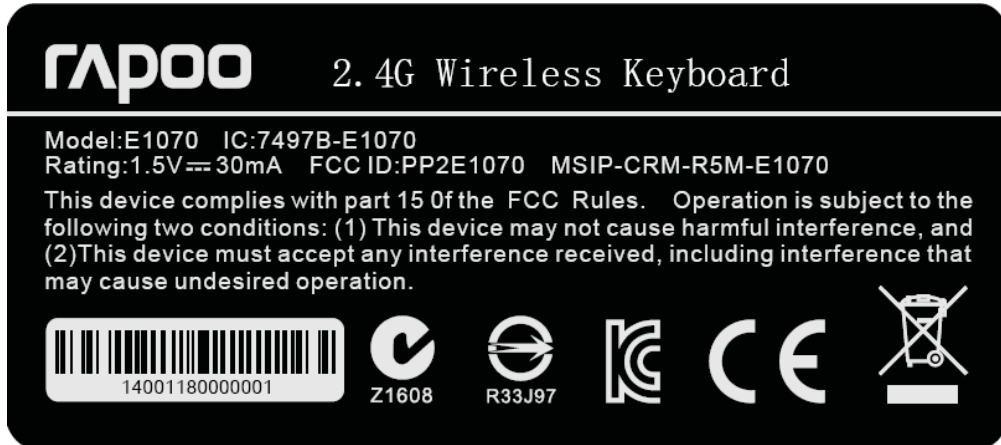 rapoo 2.4G Wireless Keyboard
Model:E1070 IC:7497B-E1070
Rating:1.5V⎓30mA FCC ID:PP2E1070 MSIP-CRM-R5M-E1070
This device complies with part 15 0f the FCC Rules. Operation is subject to the
following two conditions: (1) This device may not cause harmful interference, and
(2)This device must accept any interference received, including interference that
may cause undesired operation.
14001180000001 Z1608 R33J97 KC CE